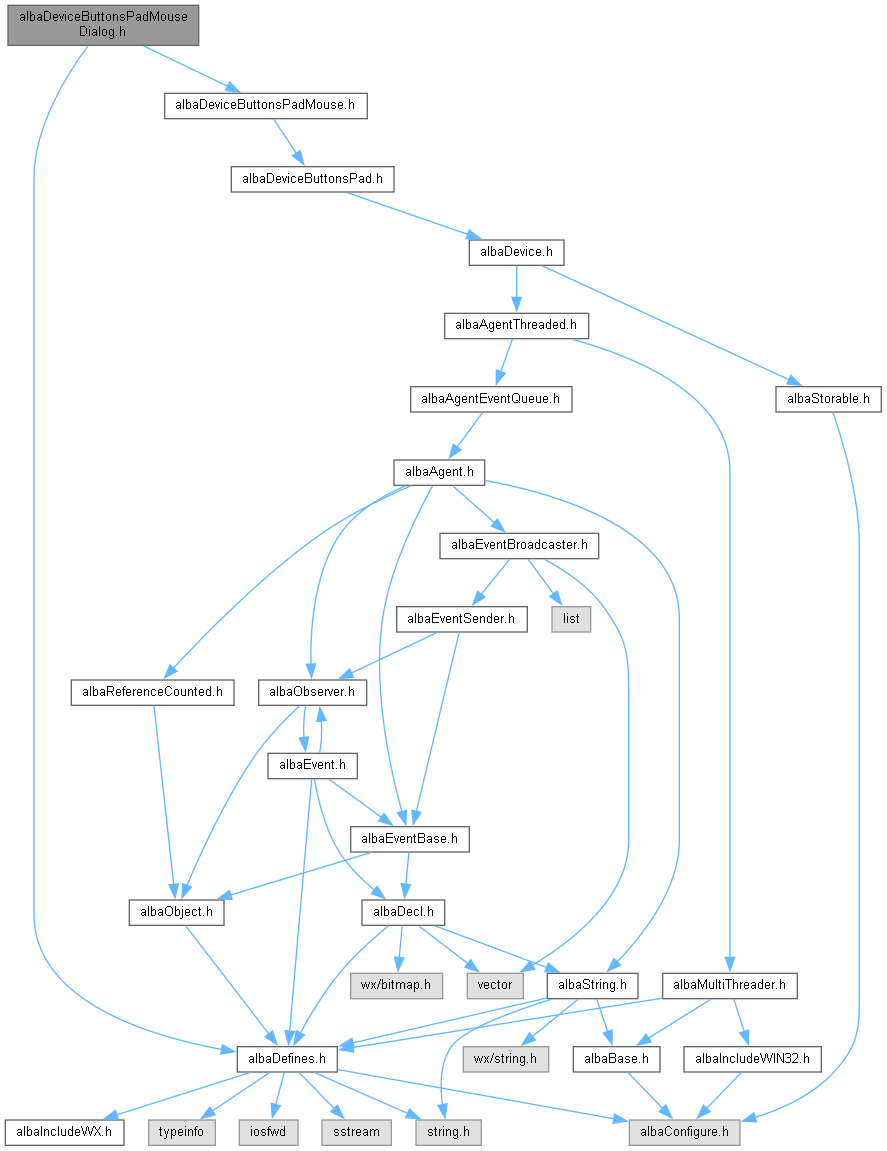 albaDeviceButtonsPadMouse
Dialog.h
albaDeviceButtonsPadMouse.h
albaDeviceButtonsPad.h
albaDevice.h
albaAgentThreaded.h
albaAgentEventQueue.h
albaStorable.h
albaAgent.h
albaEventBroadcaster.h
albaEventSender.h
list
albaReferenceCounted.h
albaObserver.h
albaEvent.h
albaEventBase.h
albaObject.h
albaDecl.h
wx/bitmap.h
vector
albaString.h
albaMultiThreader.h
albaDefines.h
wx/string.h
albaBase.h
albaIncludeWIN32.h
albaIncludeWX.h
typeinfo
iosfwd
sstream
string.h
albaConfigure.h